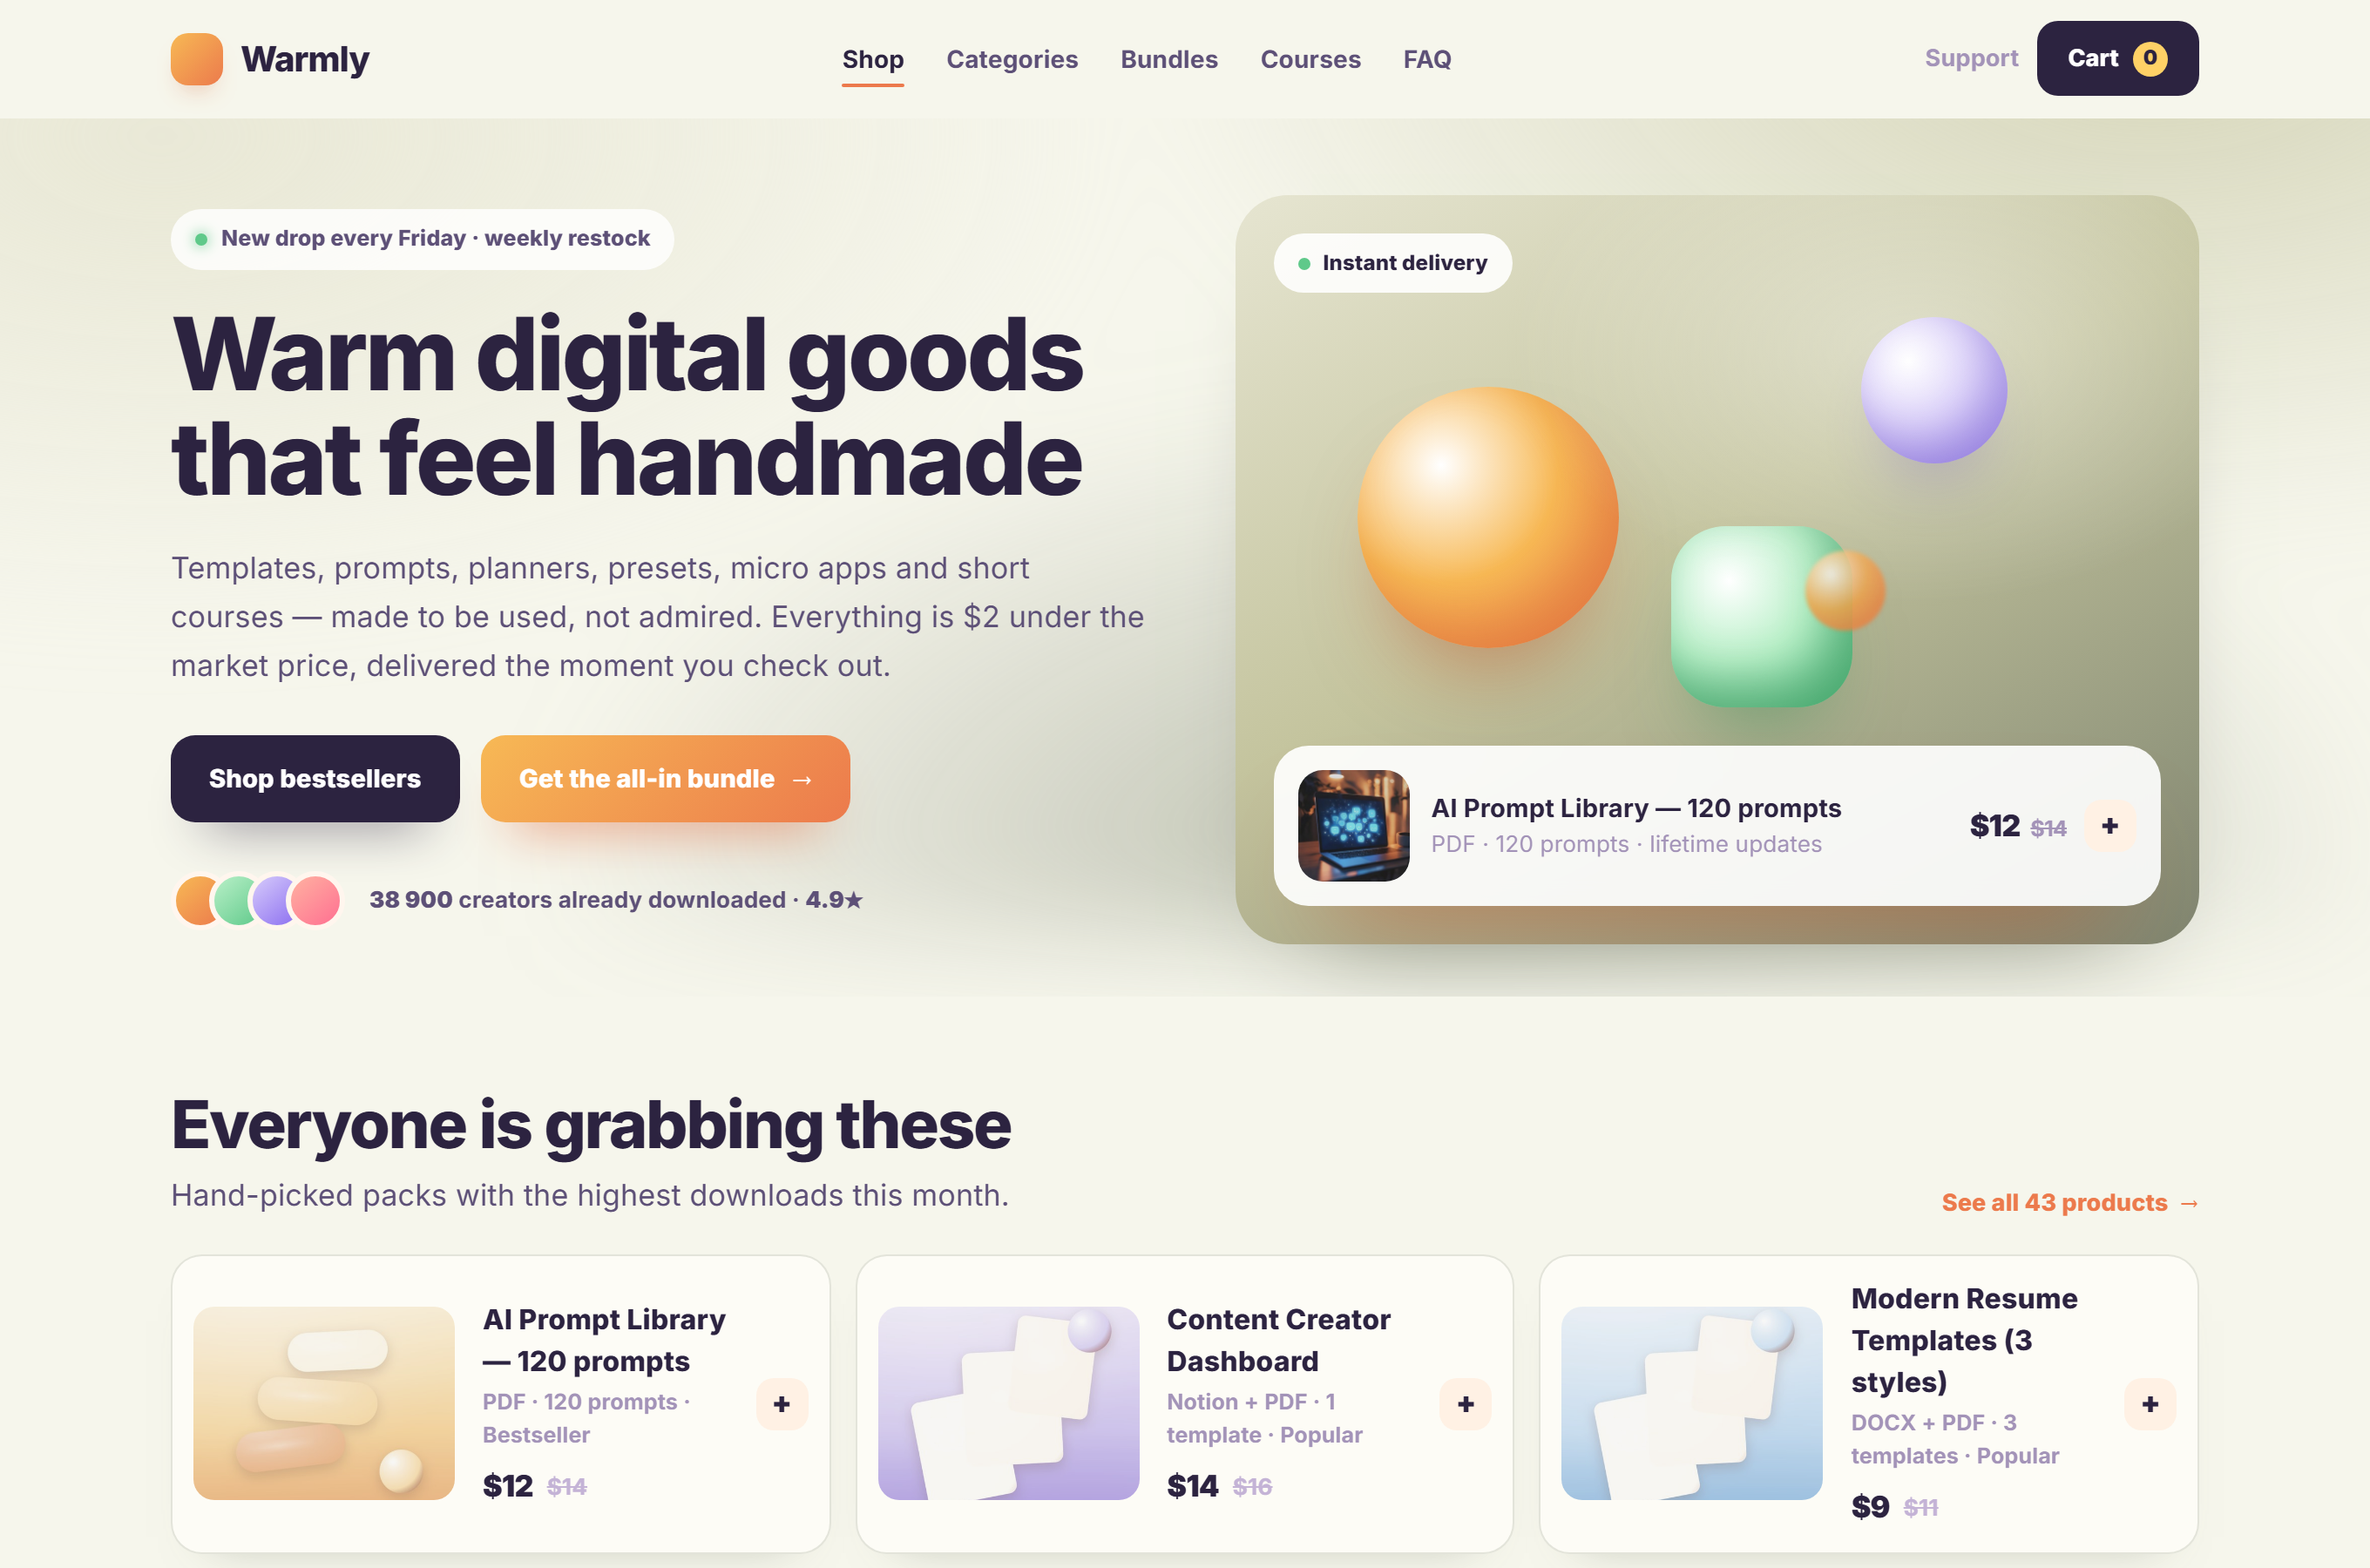 Warmly
Shop
Categories
Bundles
Courses
FAQ
Support
Cart 0
New drop every Friday · weekly restock
Warm digital goods
that feel handmade
Templates, prompts, planners, presets, micro apps and short
courses — made to be used, not admired. Everything is $2 under the
market price, delivered the moment you check out.
Shop bestsellers
Get the all-in bundle →
38 900 creators already downloaded · 4.9★
Instant delivery
AI Prompt Library — 120 prompts
PDF · 120 prompts · lifetime updates
$12 $14
+
Everyone is grabbing these
Hand-picked packs with the highest downloads this month.
See all 43 products →
AI Prompt Library
— 120 prompts
PDF · 120 prompts ·
Bestseller
$12 $14
+
Content Creator
Dashboard
Notion + PDF · 1
template · Popular
$14 $16
+
Modern Resume
Templates (3
styles)
DOCX + PDF · 3
templates · Popular
$9 $11
+